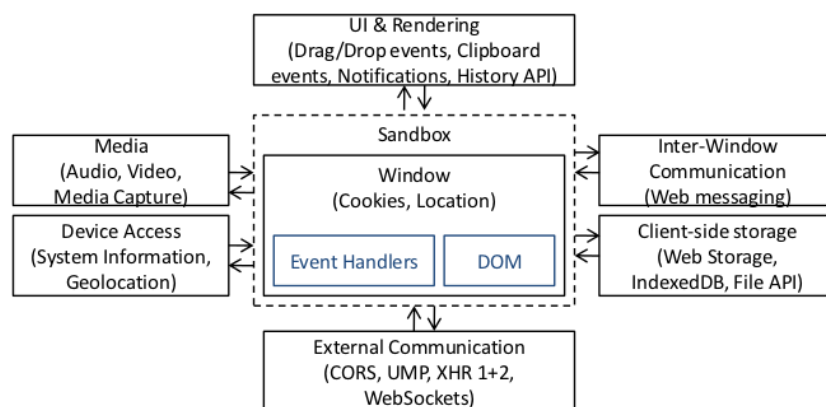 UI & Rendering
(Drag/Drop events, Clipboard
events, Notifications, History API)
Sandbox
Media
(Audio, Video,
Media Capture)
Window
(Cookies, Location)
Inter-Window
Communication
(Web messaging)
Device Access
(System Information,
Geolocation)
Event Handlers
DOM
Client-side storage
(Web Storage,
IndexedDB, File API)
External Communication
(CORS, UMP, XHR 1+2,
WebSockets)